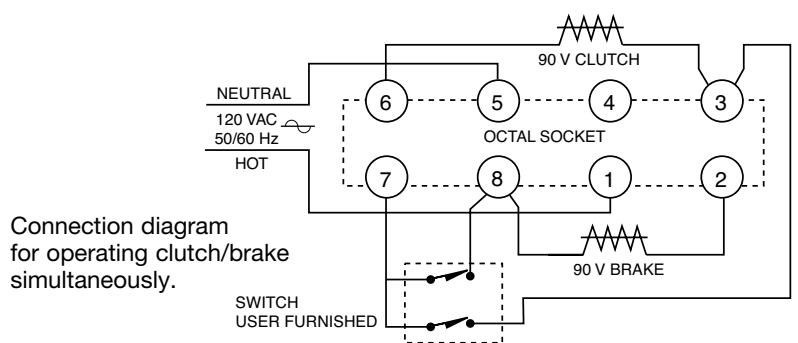 90 V CLUTCH
NEUTRAL
6
5
4
3
120 VAC
50/60 Hz
OCTAL SOCKET
HOT
7
8
1
2
Connection diagram
for operating clutch/brake
simultaneously.
90 V BRAKE
SWITCH
USER FURNISHED